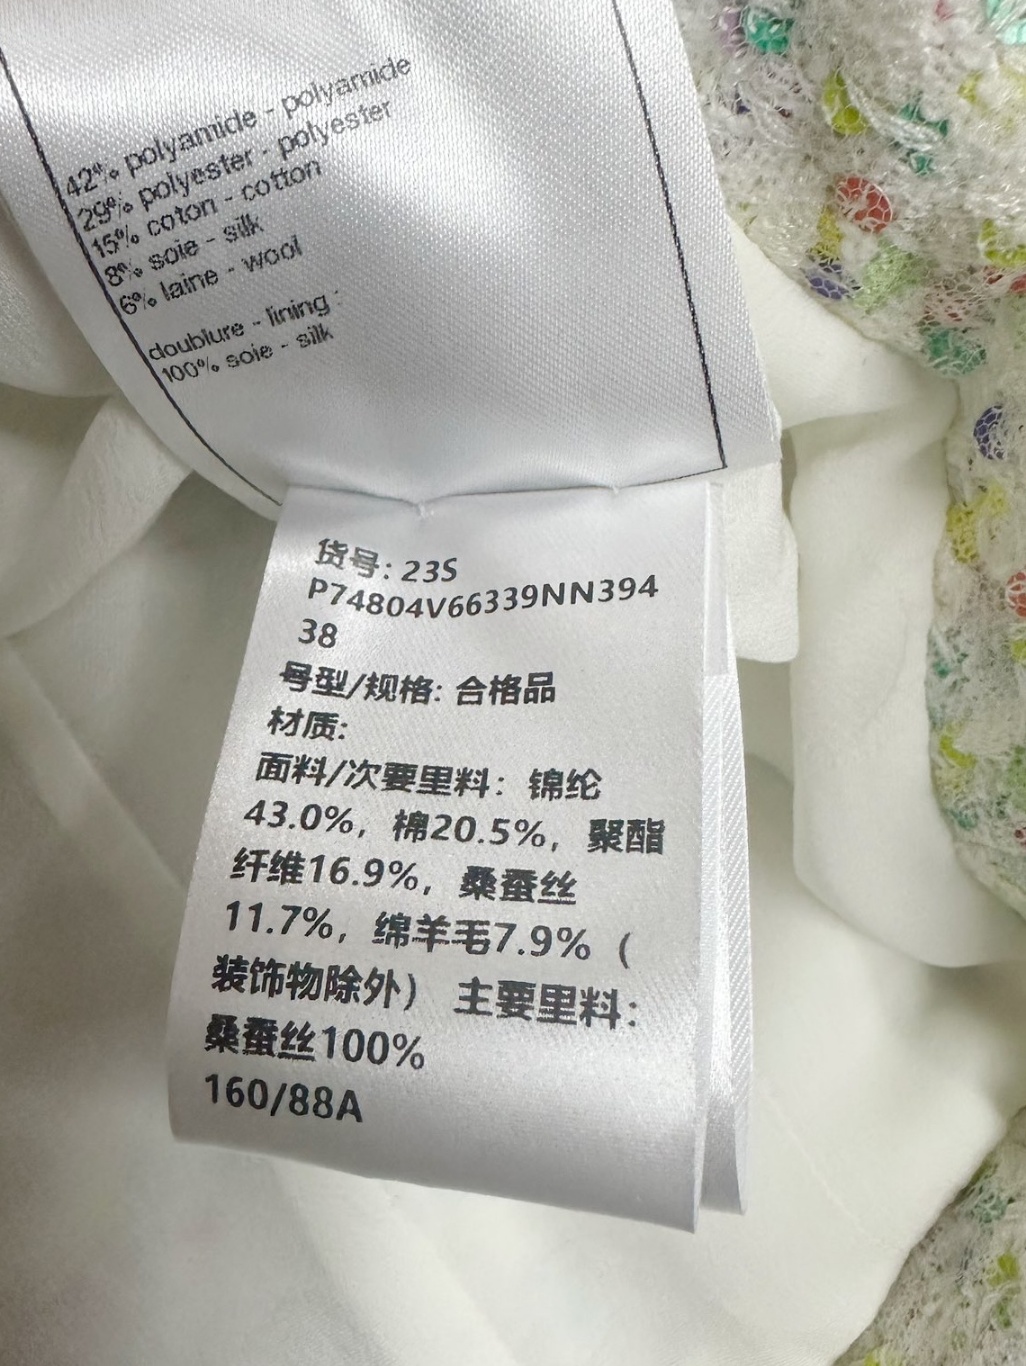 42% polyamide - polyamide
29% polyester - polyester
15% coton - cotton
8% soie - silk
6% laine - wool
doublure - lining :
100% soie - silk
货号: 23S
P74804V66339NN394
38
号型/规格: 合格品
材质:
面料/次要里料: 锦纶
43.0%, 棉20.5%, 聚酯
纤维16.9%, 桑蚕丝
11.7%, 绵羊毛7.9% (
装饰物除外) 主要里料:
桑蚕丝100%
160/88A